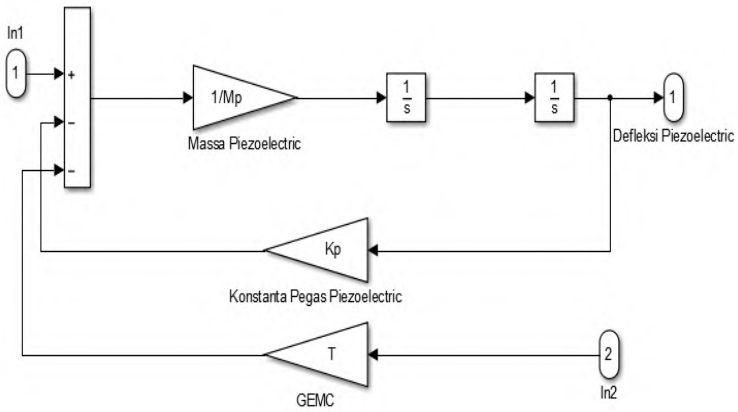 In1
1
+
−
−
1/Mp
Massa Piezoelectric
1
s
1
s
1
Defleksi Piezoelectric
Kp
Konstanta Pegas Piezoelectric
T
GEMC
2
In2